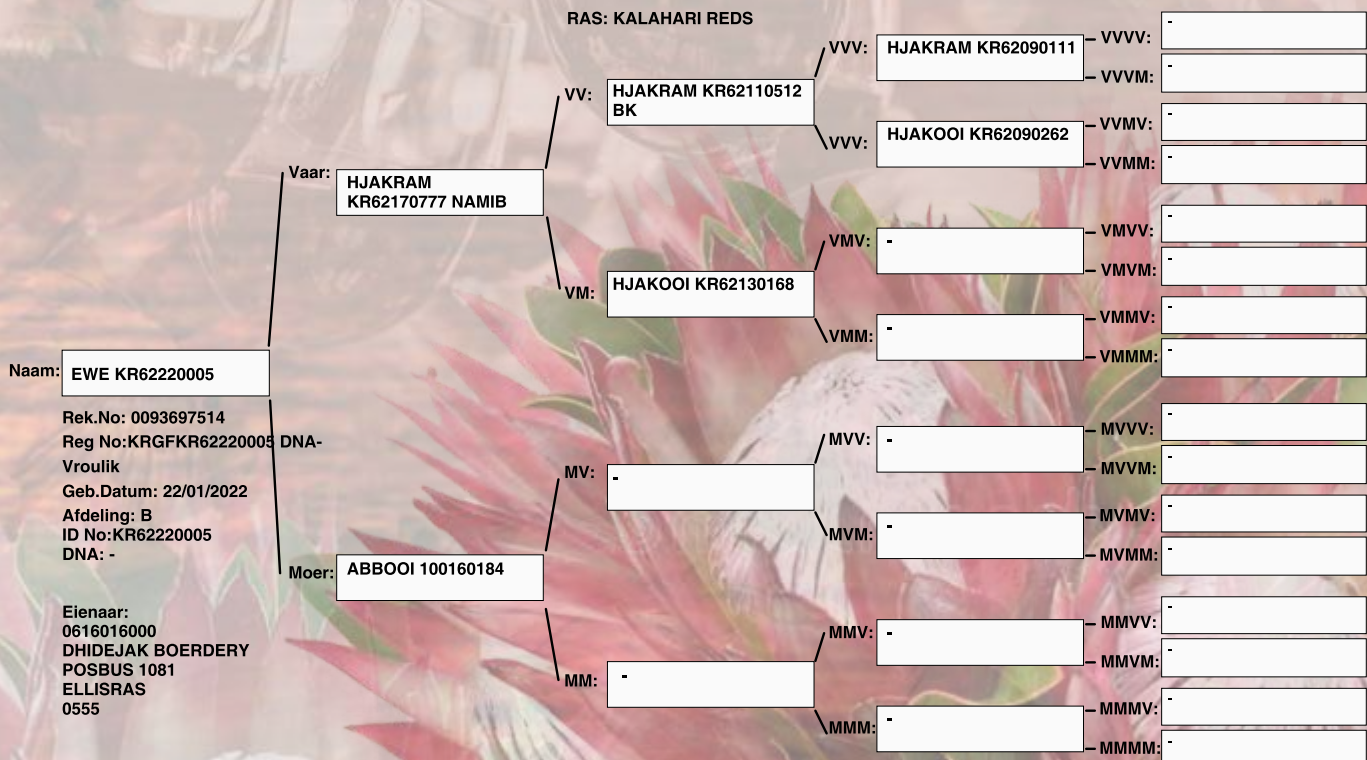 RAS: KALAHARI REDS
Naam:
EWE KR62220005
Rek.No: 0093697514
Reg No:KRGFKR62220005 DNA-
Vroulik
Geb.Datum: 22/01/2022
Afdeling: B
ID No:KR62220005
DNA: -
Eienaar:
0616016000
DHIDEJAK BOERDERY
POSBUS 1081
ELLISRAS
0555
Vaar:
HJAKRAM
KR62170777 NAMIB
Moer:
ABBOOI 100160184
VV:
HJAKRAM KR62110512
BK
VM:
HJAKOOI KR62130168
MV:
-
MM:
-
VVV:
HJAKRAM KR62090111
VVV:
HJAKOOI KR62090262
VMV:
-
VMM:
-
MVV:
-
MVM:
-
MMV:
-
MMM:
-
VVVV:
-
VVVM:
-
VVMV:
-
VVMM:
-
VMVV:
-
VMVM:
-
VMMV:
-
VMMM:
-
MVVV:
-
MVVM:
-
MVMV:
-
MVMM:
-
MMVV:
-
MMVM:
-
MMMV:
-
MMMM:
-